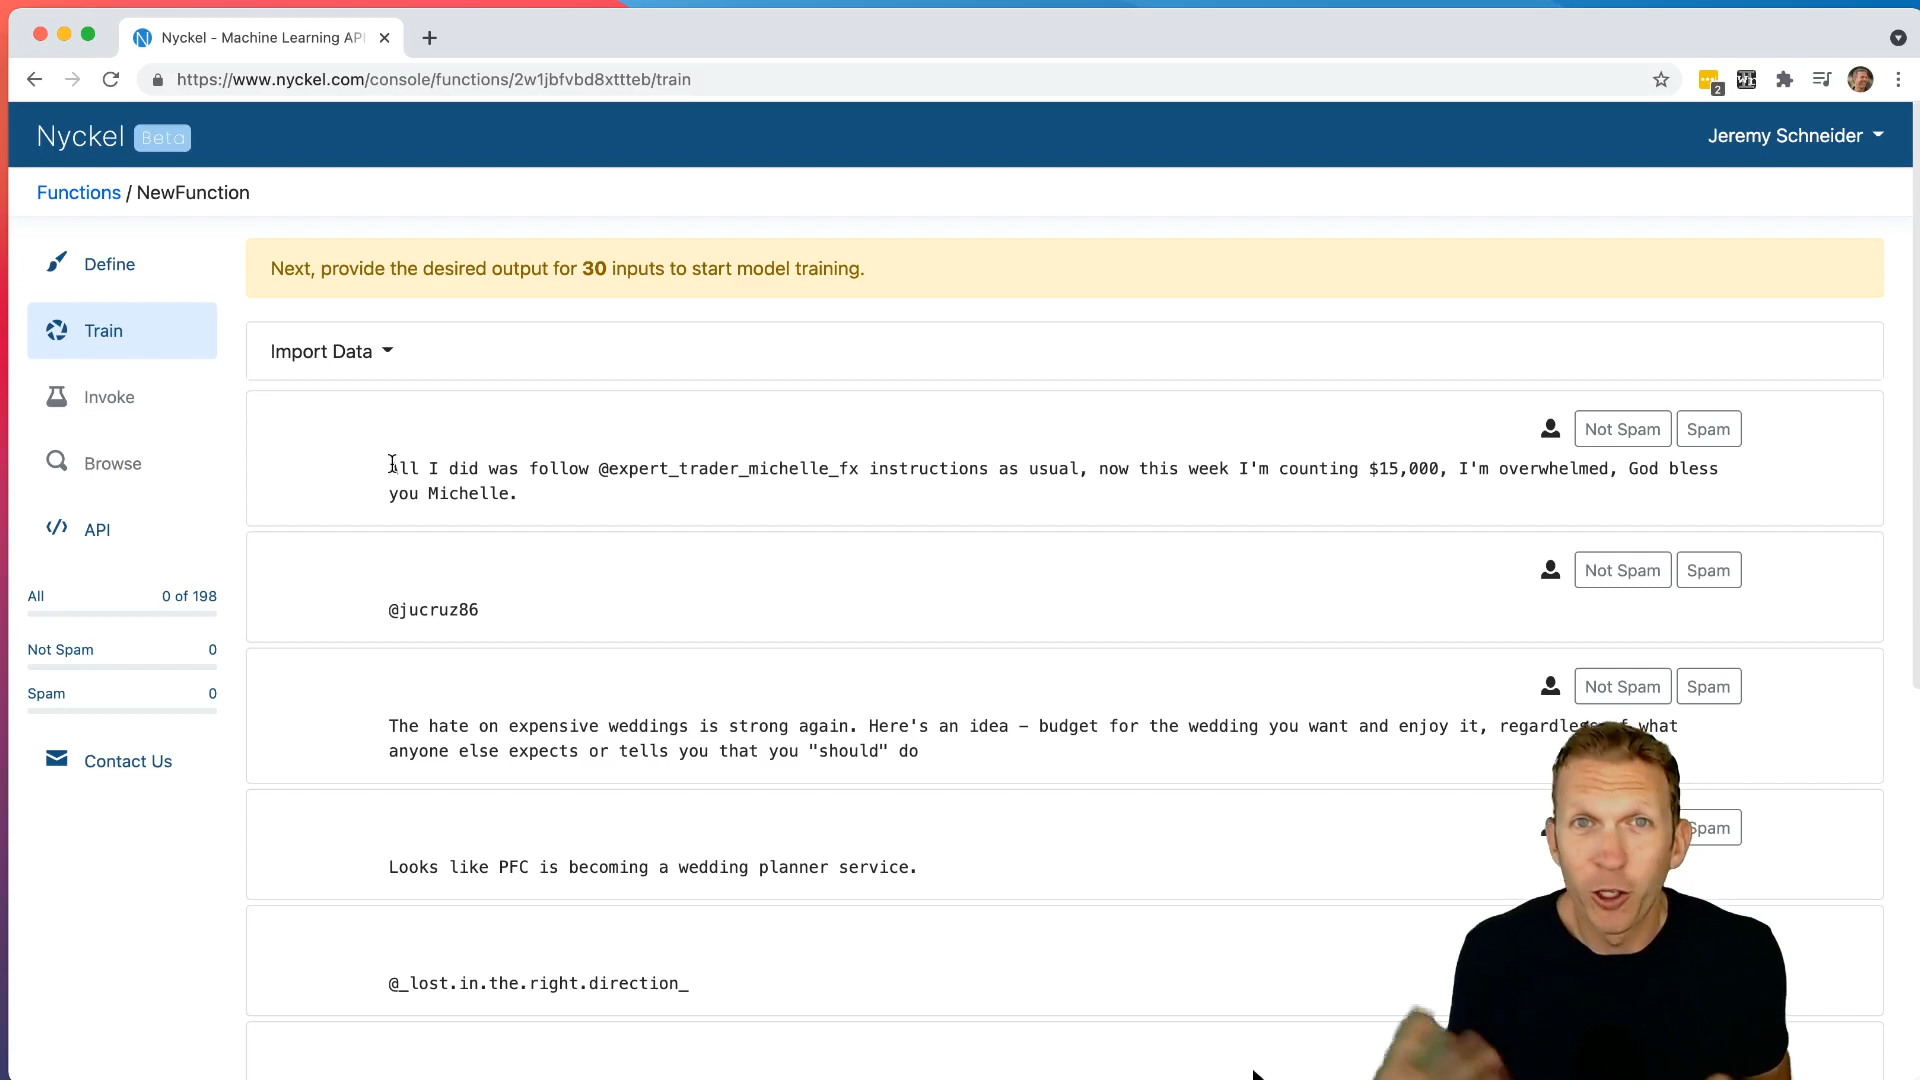 Nyckel - Machine Learning API
https://www.nyckel.com/console/functions/2w1jbfvbd8xttteb/train
2
Nyckel Beta
Jeremy Schneider
Functions / NewFunction
Define
Train
Invoke
Browse
API
All 0 of 198
Not Spam 0
Spam 0
Contact Us
Next, provide the desired output for 30 inputs to start model training.
Import Data
Not Spam Spam
All I did was follow @expert_trader_michelle_fx instructions as usual, now this week I'm counting $15,000, I'm overwhelmed, God bless
you Michelle.
Not Spam Spam
@jucruz86
Not Spam Spam
The hate on expensive weddings is strong again. Here's an idea – budget for the wedding you want and enjoy it, regardless of what
anyone else expects or tells you that you "should" do
Spam
Looks like PFC is becoming a wedding planner service.
@_lost.in.the.right.direction_